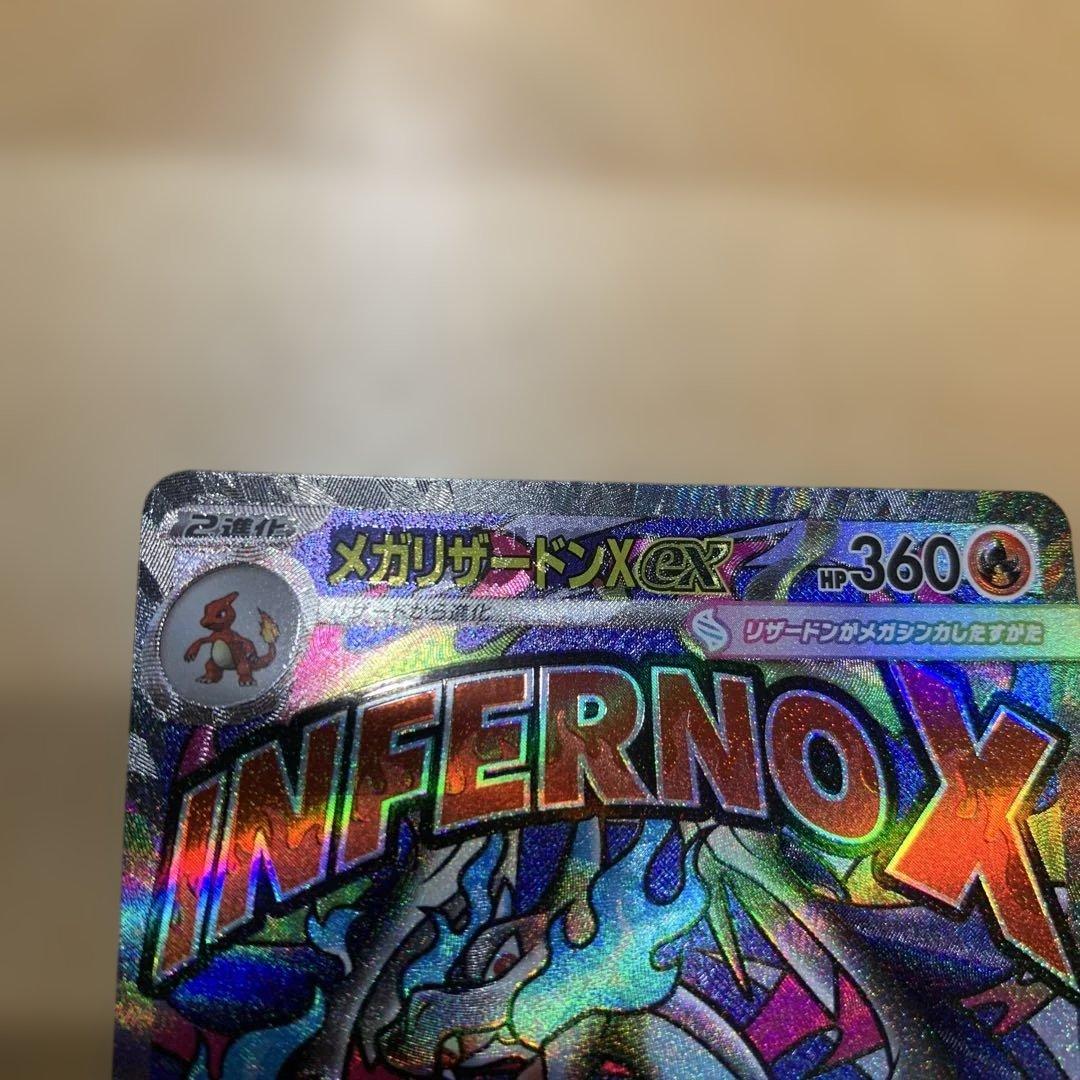 2進化
メガリザードンXex HP360
リザードから進化
リザードンがメガシンカしたすがた
INFERNO X